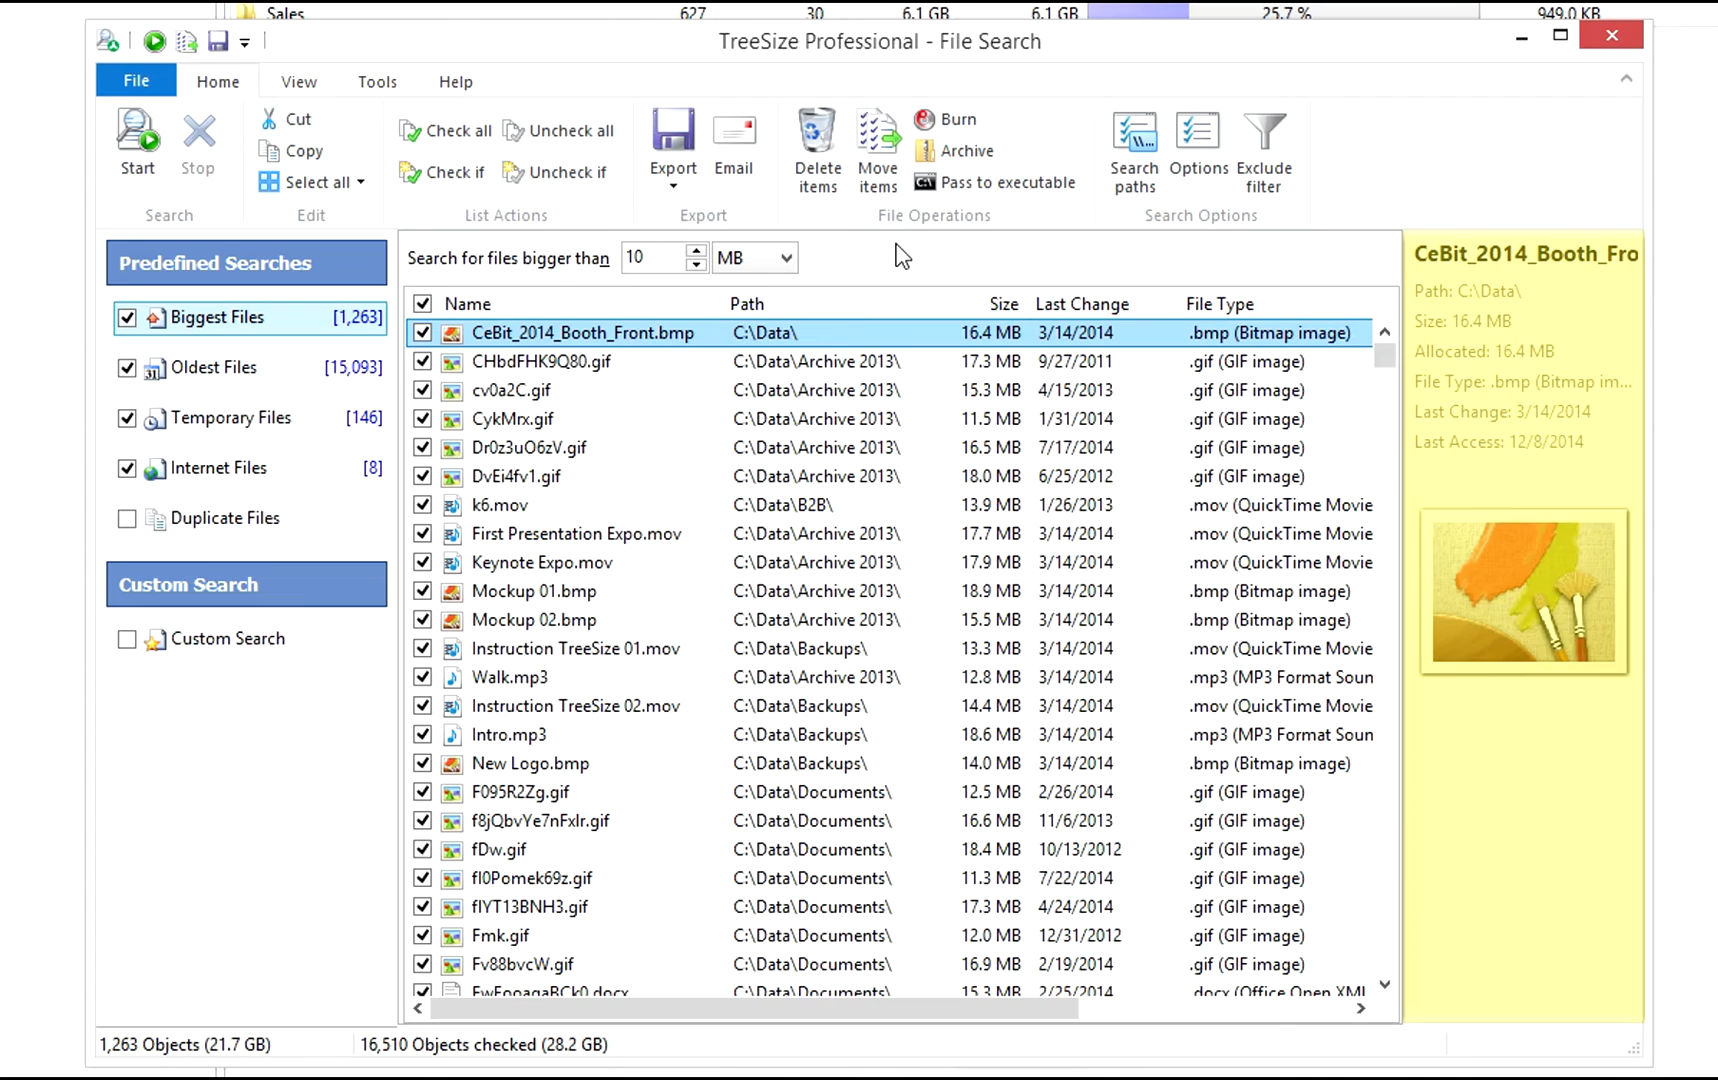 Sales 627 30 6.1 GB 6.1 GB 25.7 % 949.0 KB
TreeSize Professional - File Search
File Home View Tools Help
Start
Stop
Search
Cut
Copy
Select all
Edit
Check all Uncheck all
Check if Uncheck if
List Actions
Export
Email
Export
Delete items
Move items
Burn
Archive
Pass to executable
File Operations
Search paths
Options
Exclude filter
Search Options
Predefined Searches
Biggest Files [1,263]
Oldest Files [15,093]
Temporary Files [146]
Internet Files [8]
Duplicate Files
Custom Search
Custom Search
Search for files bigger than 10 MB
Name Path Size Last Change File Type
CeBit_2014_Booth_Front.bmp C:\Data\ 16.4 MB 3/14/2014 .bmp (Bitmap image)
CHbdFHK9Q80.gif C:\Data\Archive 2013\ 17.3 MB 9/27/2011 .gif (GIF image)
cv0a2C.gif C:\Data\Archive 2013\ 15.3 MB 4/15/2013 .gif (GIF image)
CykMrx.gif C:\Data\Archive 2013\ 11.5 MB 1/31/2014 .gif (GIF image)
Dr0z3uO6zV.gif C:\Data\Archive 2013\ 16.5 MB 7/17/2014 .gif (GIF image)
DvEi4fv1.gif C:\Data\Archive 2013\ 18.0 MB 6/25/2012 .gif (GIF image)
k6.mov C:\Data\B2B\ 13.9 MB 1/26/2013 .mov (QuickTime Movie
First Presentation Expo.mov C:\Data\Archive 2013\ 17.7 MB 3/14/2014 .mov (QuickTime Movie
Keynote Expo.mov C:\Data\Archive 2013\ 17.9 MB 3/14/2014 .mov (QuickTime Movie
Mockup 01.bmp C:\Data\Archive 2013\ 18.9 MB 3/14/2014 .bmp (Bitmap image)
Mockup 02.bmp C:\Data\Archive 2013\ 15.5 MB 3/14/2014 .bmp (Bitmap image)
Instruction TreeSize 01.mov C:\Data\Backups\ 13.3 MB 3/14/2014 .mov (QuickTime Movie
Walk.mp3 C:\Data\Archive 2013\ 12.8 MB 3/14/2014 .mp3 (MP3 Format Soun
Instruction TreeSize 02.mov C:\Data\Backups\ 14.4 MB 3/14/2014 .mov (QuickTime Movie
Intro.mp3 C:\Data\Backups\ 18.6 MB 3/14/2014 .mp3 (MP3 Format Soun
New Logo.bmp C:\Data\Backups\ 14.0 MB 3/14/2014 .bmp (Bitmap image)
F095R2Zg.gif C:\Data\Documents\ 12.5 MB 2/26/2014 .gif (GIF image)
f8jQbvYe7nFxIr.gif C:\Data\Documents\ 16.6 MB 11/6/2013 .gif (GIF image)
fDw.gif C:\Data\Documents\ 18.4 MB 10/13/2012 .gif (GIF image)
fI0Pomek69z.gif C:\Data\Documents\ 11.3 MB 7/22/2014 .gif (GIF image)
fIYT13BNH3.gif C:\Data\Documents\ 17.3 MB 4/24/2014 .gif (GIF image)
Fmk.gif C:\Data\Documents\ 12.0 MB 12/31/2012 .gif (GIF image)
Fv88bvcW.gif C:\Data\Documents\ 16.9 MB 2/19/2014 .gif (GIF image)
C:\Data\Documents\ 15.3 MB 2/25/2014 .docx (Office Open XML
CeBit_2014_Booth_Fro
Path: C:\Data\
Size: 16.4 MB
Allocated: 16.4 MB
File Type: .bmp (Bitmap im...
Last Change: 3/14/2014
Last Access: 12/8/2014
1,263 Objects (21.7 GB) 16,510 Objects checked (28.2 GB)